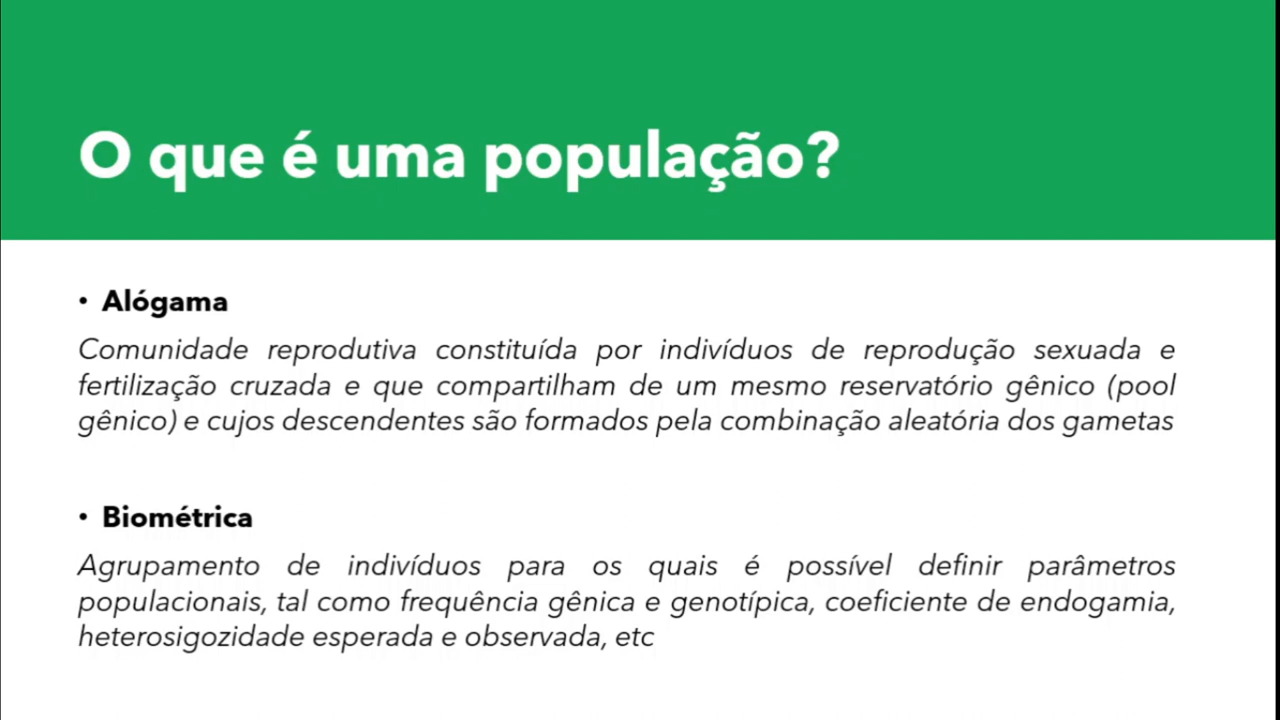 O que é uma população?
• Alógama
Comunidade reprodutiva constituída por indivíduos de reprodução sexuada e
fertilização cruzada e que compartilham de um mesmo reservatório gênico (pool
gênico) e cujos descendentes são formados pela combinação aleatória dos gametas
• Biométrica
Agrupamento de indivíduos para os quais é possível definir parâmetros
populacionais, tal como frequência gênica e genotípica, coeficiente de endogamia,
heterosigozidade esperada e observada, etc